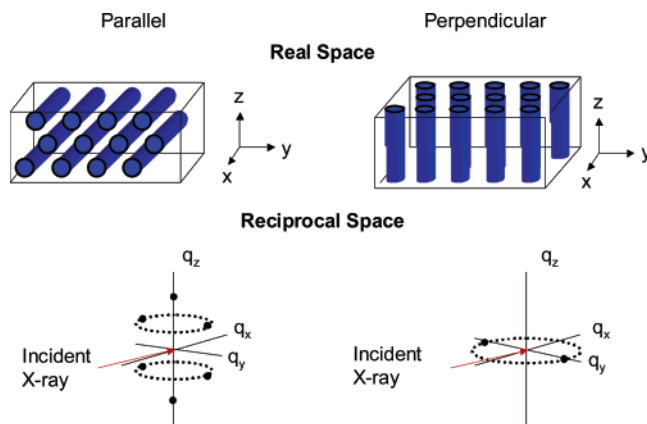 Parallel
Perpendicular
Real Space
z
y
x
z
y
x
Reciprocal Space
qz
qx
qy
Incident
X-ray
qz
qx
qy
Incident
X-ray